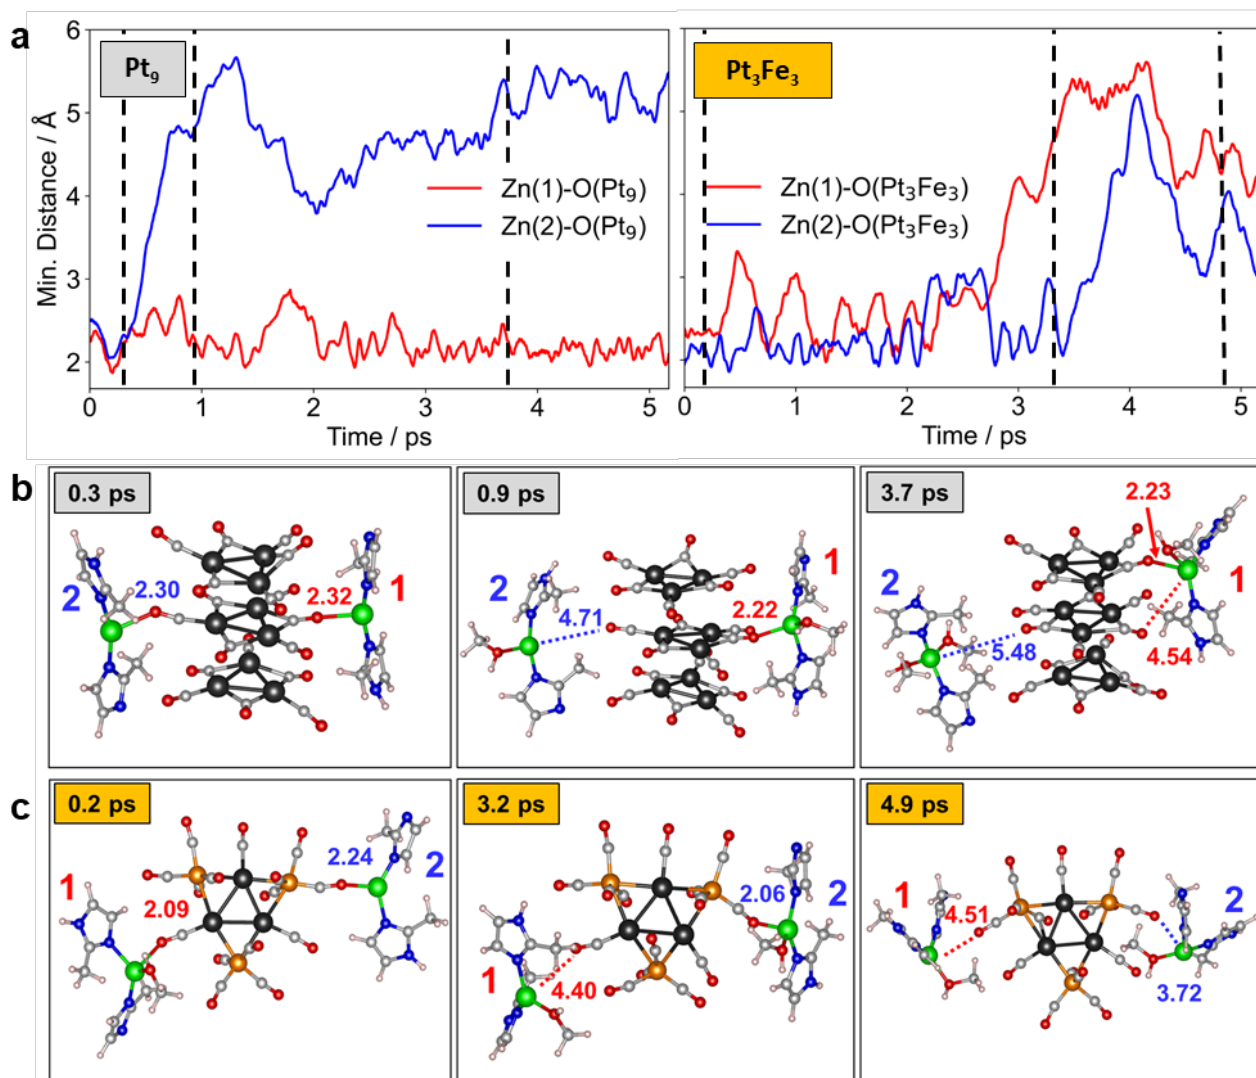 a
Pt₉
Pt₃Fe₃
Min. Distance / Å
6
5
4
3
2
Zn(1)-O(Pt₉)
Zn(2)-O(Pt₉)
Zn(1)-O(Pt₃Fe₃)
Zn(2)-O(Pt₃Fe₃)
0 1 2 3 4 5
Time / ps
0 1 2 3 4 5
Time / ps
b
0.3 ps
2
2.30
2.32
1
0.9 ps
2
4.71
2.22
1
3.7 ps
2.23
1
2
5.48
4.54
c
0.2 ps
1
2.09
2.24
2
3.2 ps
1
4.40
2.06
2
4.9 ps
1
4.51
2
3.72